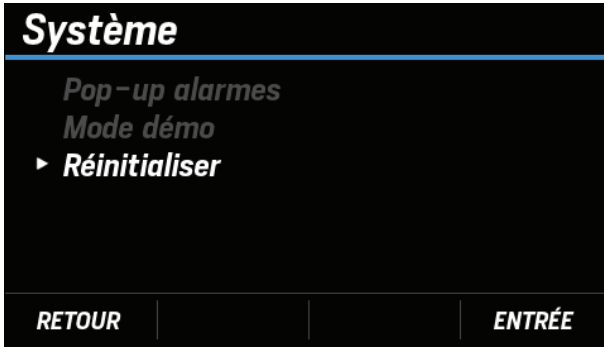 Système
Pop-up alarmes
Mode démo
Réinitialiser
RETOUR ENTRÉE